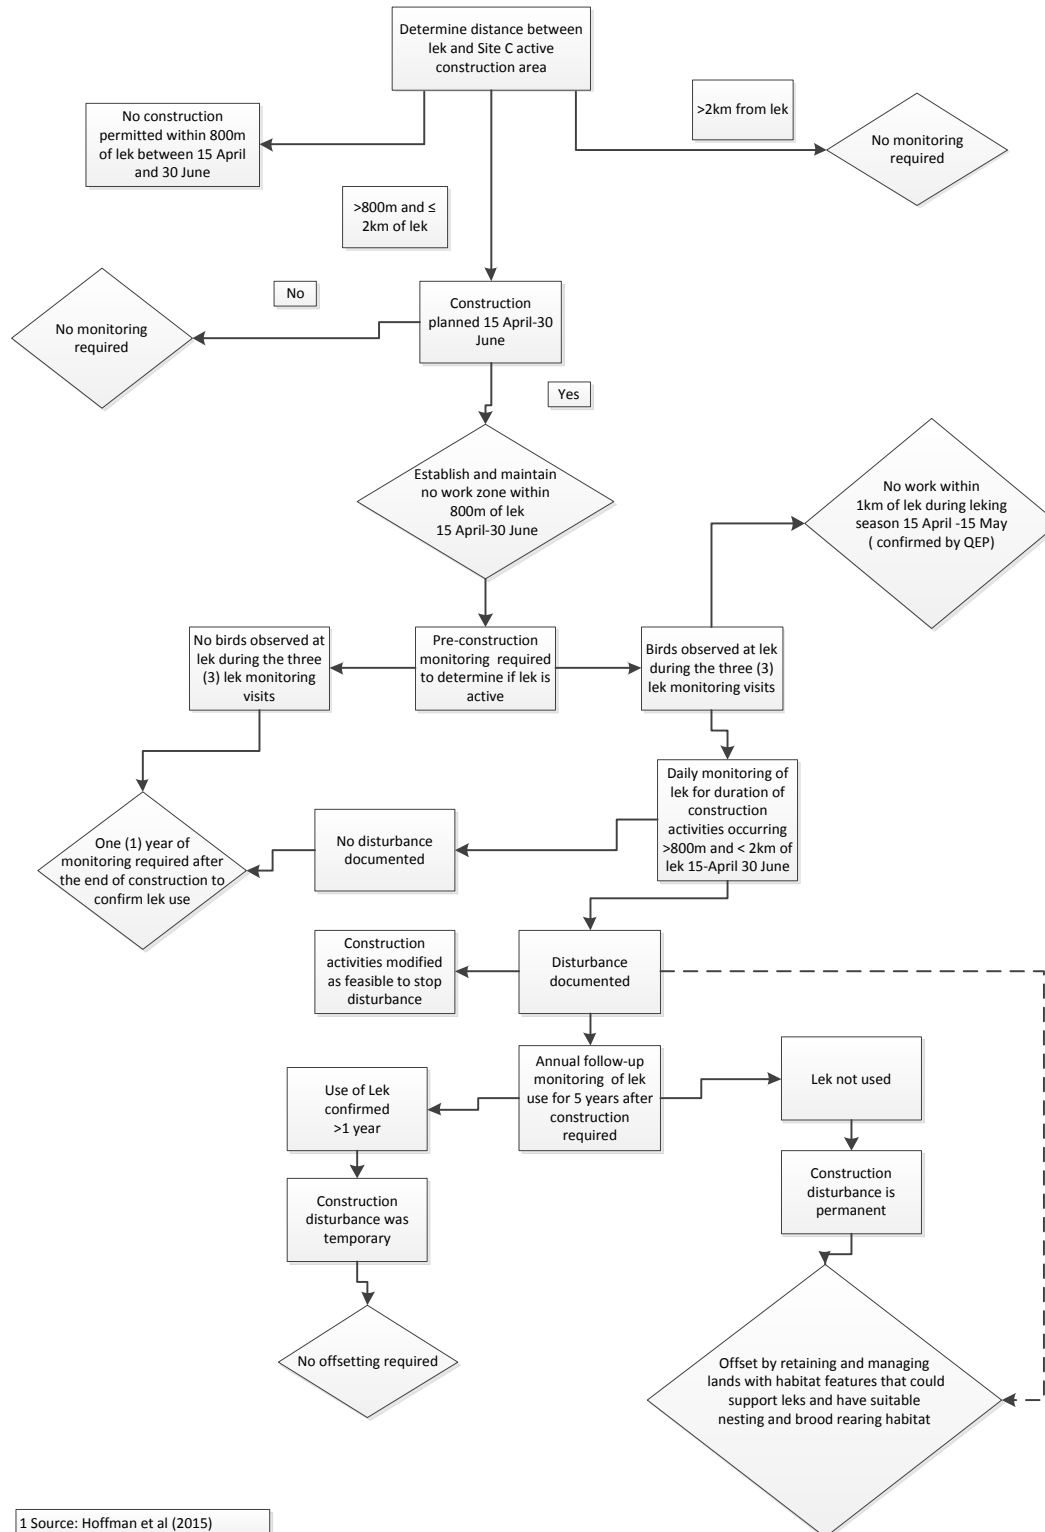 Determine distance between
lek and Site C active
construction area
>2km from lek
No construction
permitted within 800m
of lek between 15 April
and 30 June
No monitoring
required
>800m and ≤
2km of lek
No
Construction
planned 15 April-30
June
No monitoring
required
Yes
Establish and maintain
no work zone within
800m of lek
15 April-30 June
No work within
1km of lek during leking
season 15 April -15 May
( confirmed by QEP)
No birds observed at
lek during the three
(3) lek monitoring
visits
Pre-construction
monitoring required
to determine if lek is
active
Birds observed at
lek during the three (3)
lek monitoring visits
Daily monitoring of
lek for duration of
construction
activities occurring
>800m and < 2km of
lek 15-April 30 June
No disturbance
documented
One (1) year of
monitoring required after
the end of construction to
confirm lek use
Construction
activities modified
as feasible to stop
disturbance
Disturbance
documented
Annual follow-up
monitoring of lek
use for 5 years after
construction
required
Lek not used
Use of Lek
confirmed
>1 year
Construction
disturbance is
permanent
Construction
disturbance was
temporary
No offsetting required
Offset by retaining and managing
lands with habitat features that could
support leks and have suitable
nesting and brood rearing habitat
1 Source: Hoffman et al (2015)